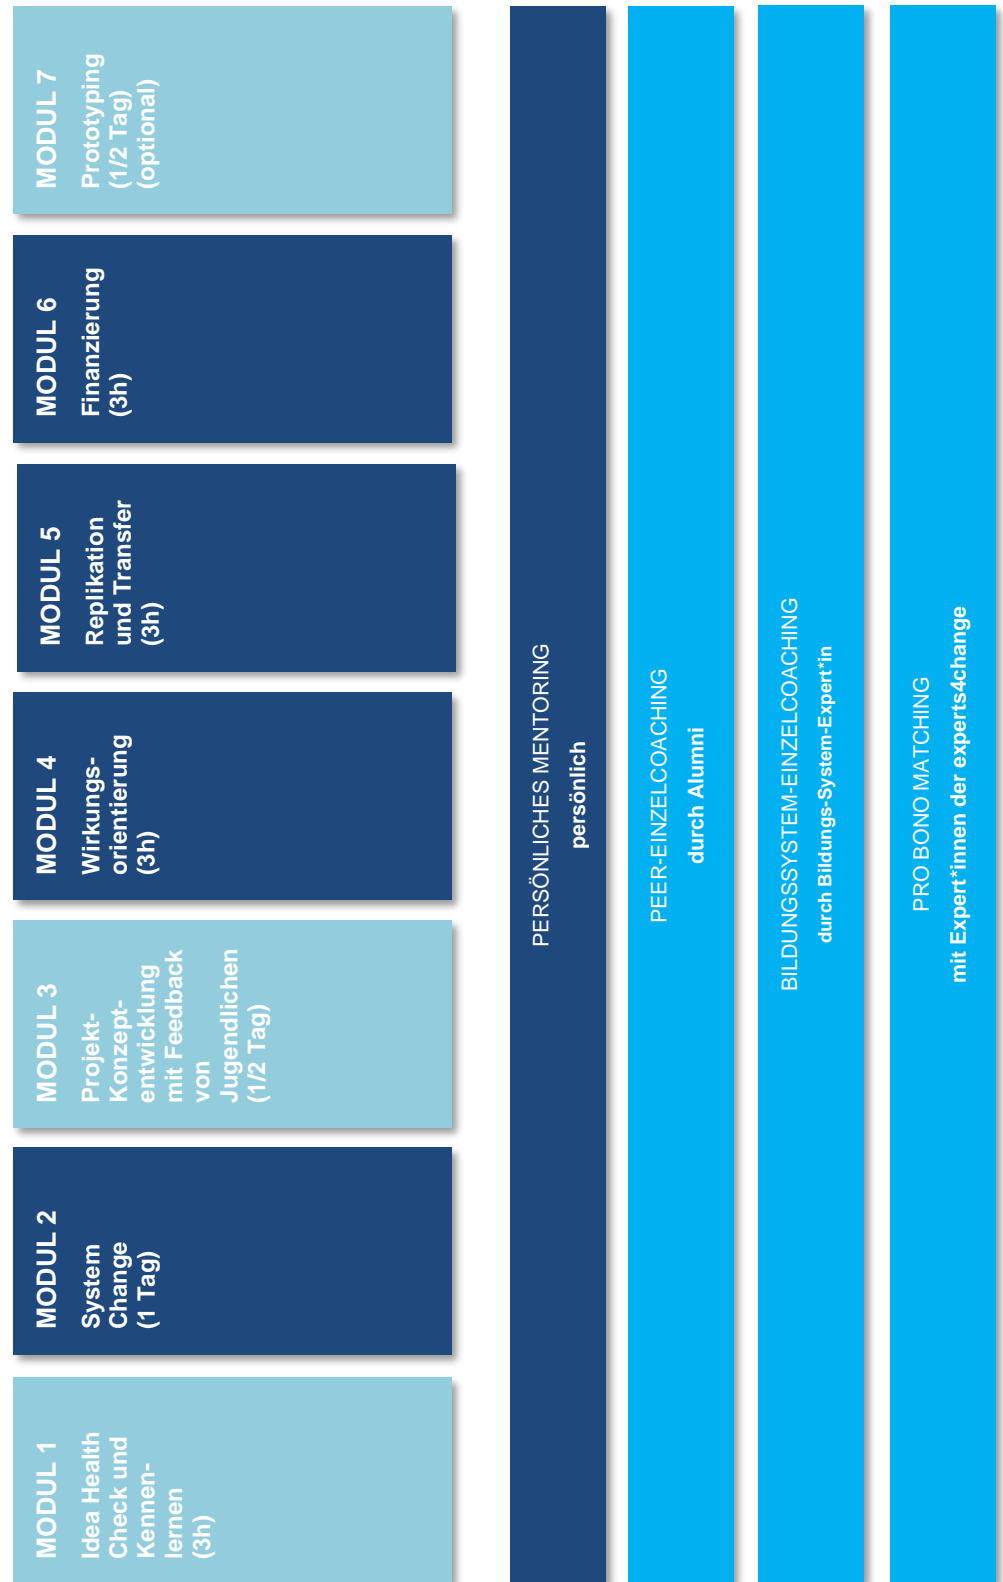 MODUL 1
Idea Health
Check und
Kennen-
lernen
(3h)
MODUL 2
System
Change
(1 Tag)
MODUL 3
Projekt-
Konzept-
entwicklung
mit Feedback
von
Jugendlichen
(1/2 Tag)
MODUL 4
Wirkungs-
orientierung
(3h)
MODUL 5
Replikation
und Transfer
(3h)
MODUL 6
Finanzierung
(3h)
MODUL 7
Prototyping
(1/2 Tag)
(optional)
PERSÖNLICHES MENTORING
persönlich
PEER-EINZELCOACHING
durch Alumni
BILDUNGSSYSTEM-EINZELCOACHING
durch Bildungs-System-Expert*in
PRO BONO MATCHING
mit Expert*innen der experts4change